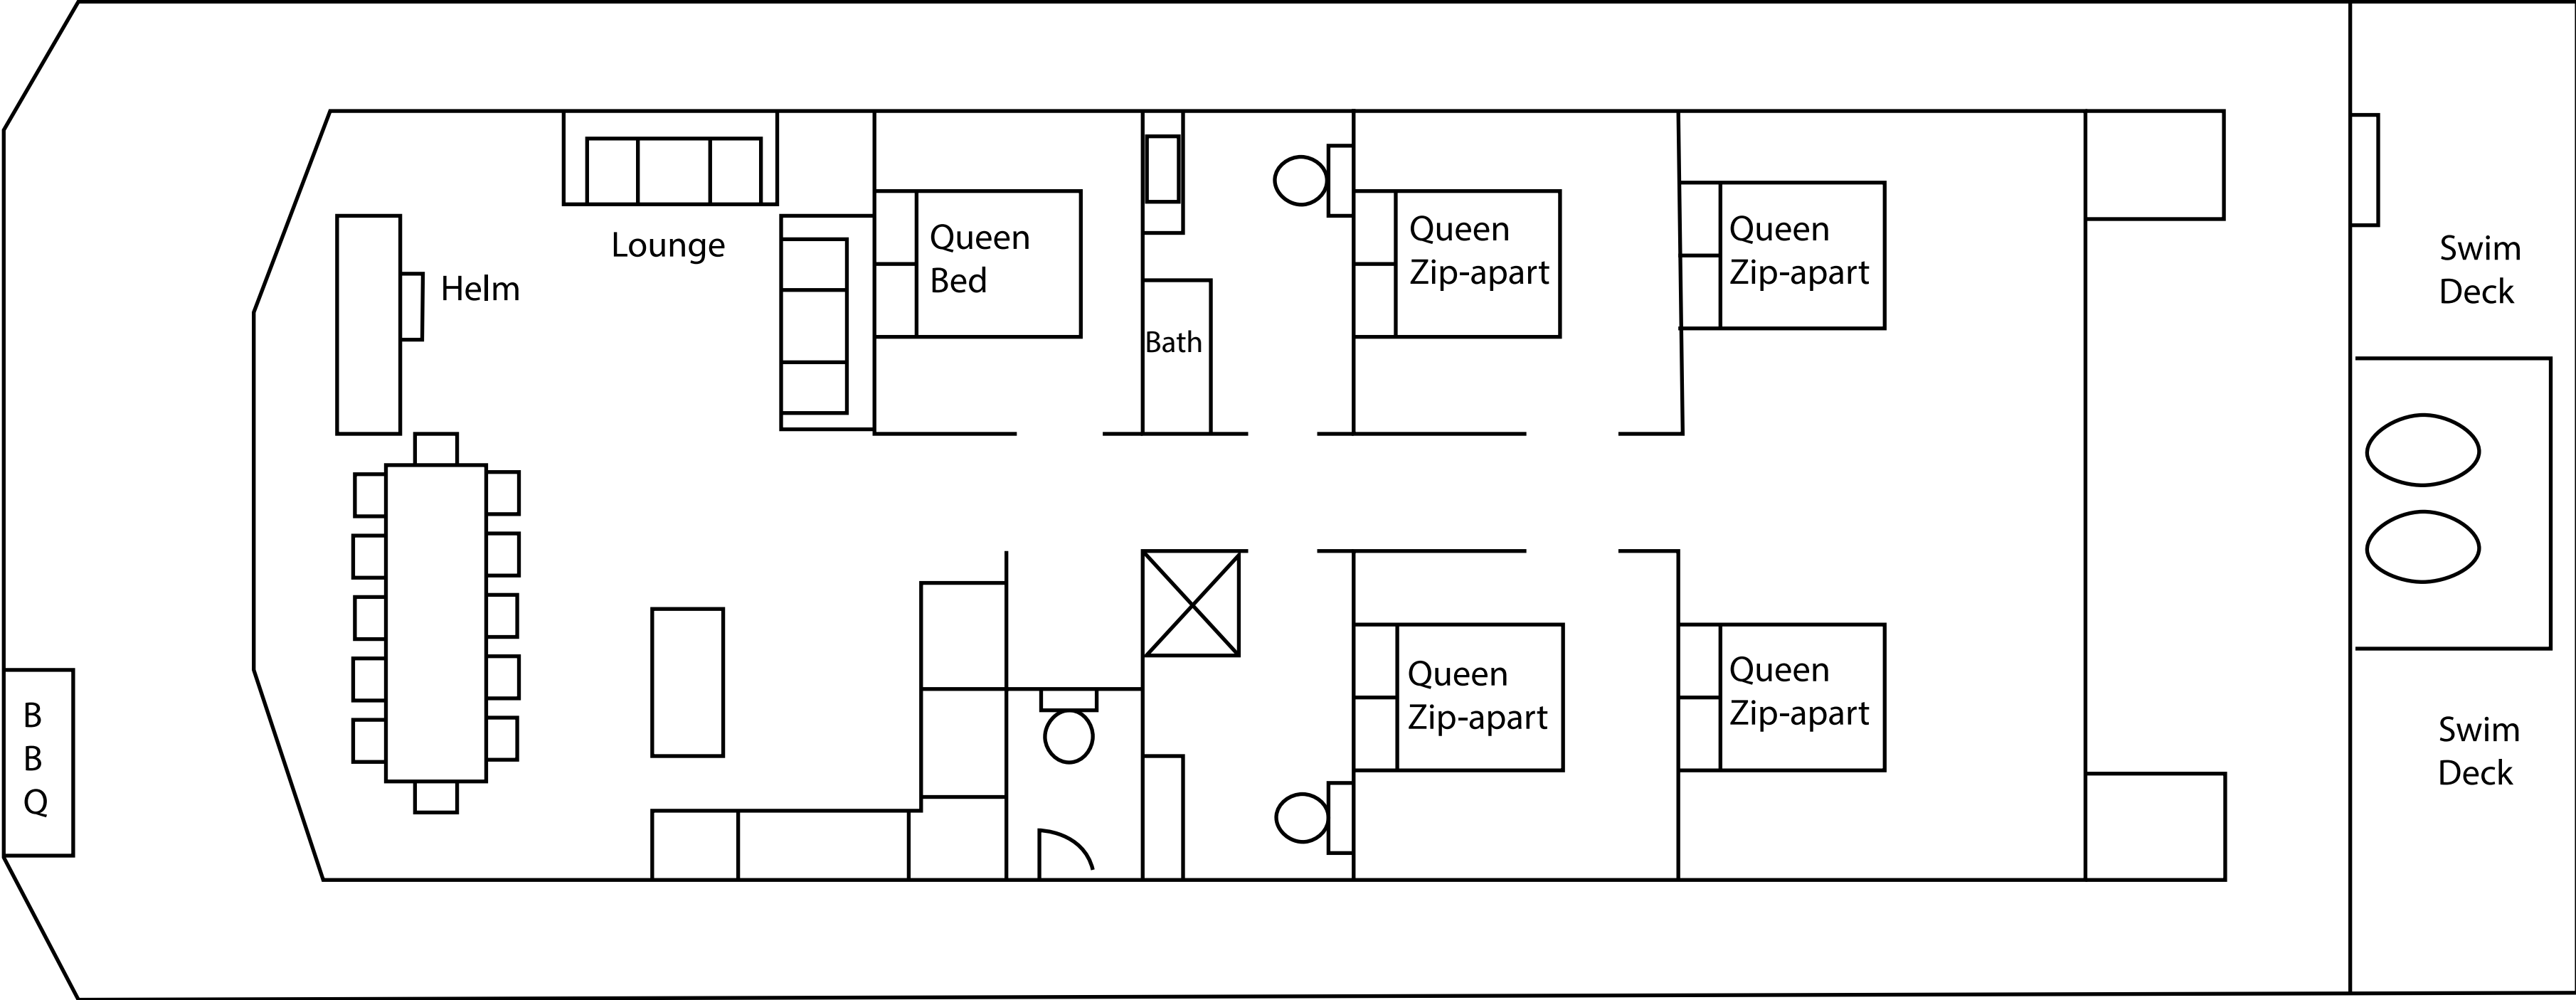 Lounge
Helm
Queen
Bed
Bath
Queen
Zip-apart
Queen
Zip-apart
Swim
Deck
B
B
Q
Queen
Zip-apart
Queen
Zip-apart
Swim
Deck